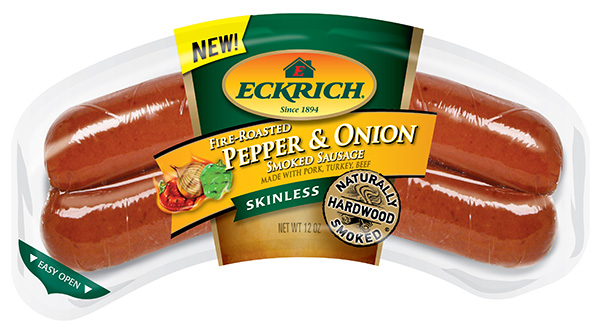 NEW!
E
ECKRICH®
Since 1894
FIRE-ROASTED
PEPPER & ONION
SMOKED SAUSAGE
MADE WITH PORK, TURKEY, BEEF
SKINLESS
NATURALLY
HARDWOOD
SMOKED
NET WT 12 OZ
EASY OPEN